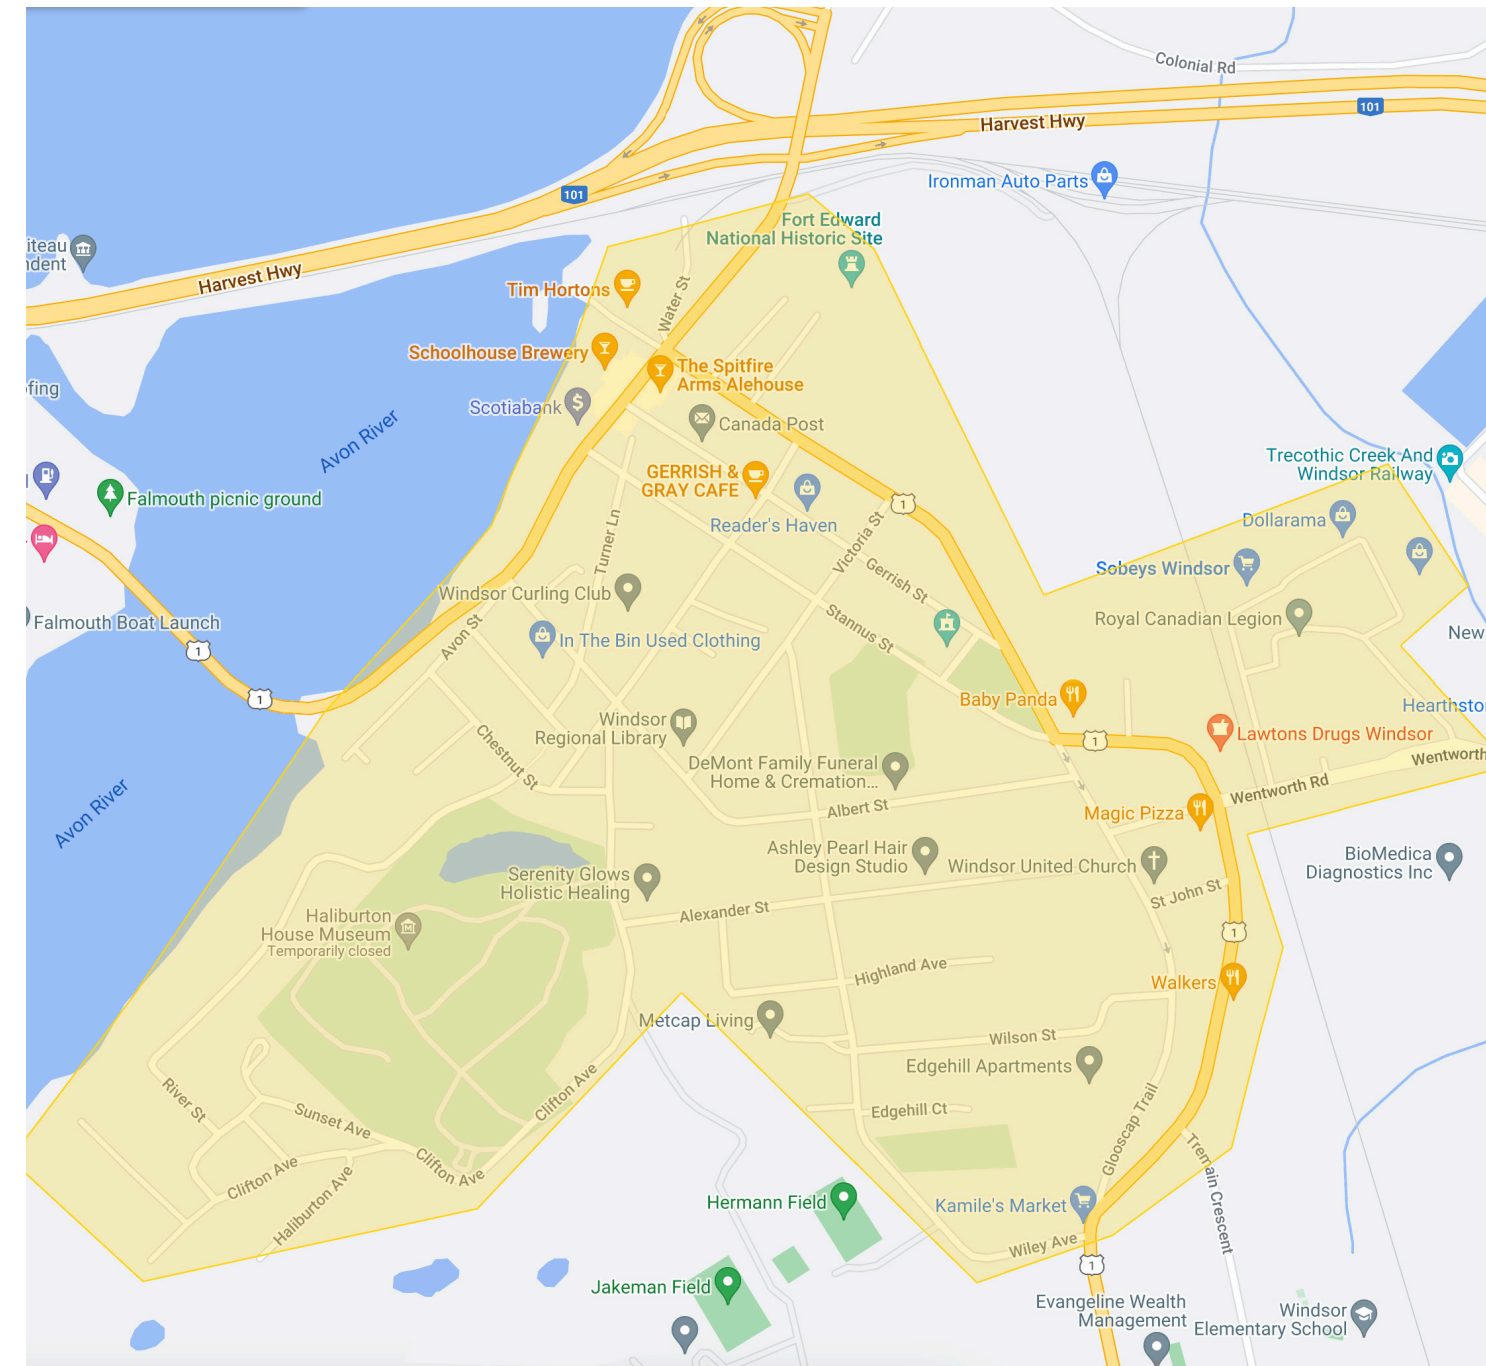 Colonial Rd
101
Harvest Hwy
Ironman Auto Parts
101
Fort Edward
National Historic Site
iteau
ndent
Harvest Hwy
Tim Hortons
Water St
Schoolhouse Brewery
The Spitfire
Arms Alehouse
fing
Scotiabank
Canada Post
Avon River
Trecothic Creek And
Windsor Railway
GERRISH &
GRAY CAFE
Falmouth picnic ground
1
Reader's Haven
Dollarama
Turner Ln
Victoria St
Sobeys Windsor
Gerrish St
Windsor Curling Club
Royal Canadian Legion
Falmouth Boat Launch
Stannus St
New
Avon St
In The Bin Used Clothing
1
1
Baby Panda
Hearthsto
Windsor
Regional Library
Lawtons Drugs Windsor
Chestnut St
1
DeMont Family Funeral
Home & Cremation...
Wentworth
Wentworth Rd
Avon River
Albert St
Magic Pizza
Ashley Pearl Hair
Design Studio
Windsor United Church
BioMedica
Diagnostics Inc
Serenity Glows
Holistic Healing
St John St
Haliburton
House Museum
Temporarily closed
Alexander St
1
Highland Ave
Walkers
Metcap Living
Wilson St
Edgehill Apartments
River St
Clifton Ave
Sunset Ave
Edgehill Ct
Glooscap Trail
Clifton Ave
Clifton Ave
Tremain Crescent
Haliburton Ave
Hermann Field
Kamile's Market
Wiley Ave
1
Jakeman Field
Evangeline Wealth
Management
Windsor
Elementary School